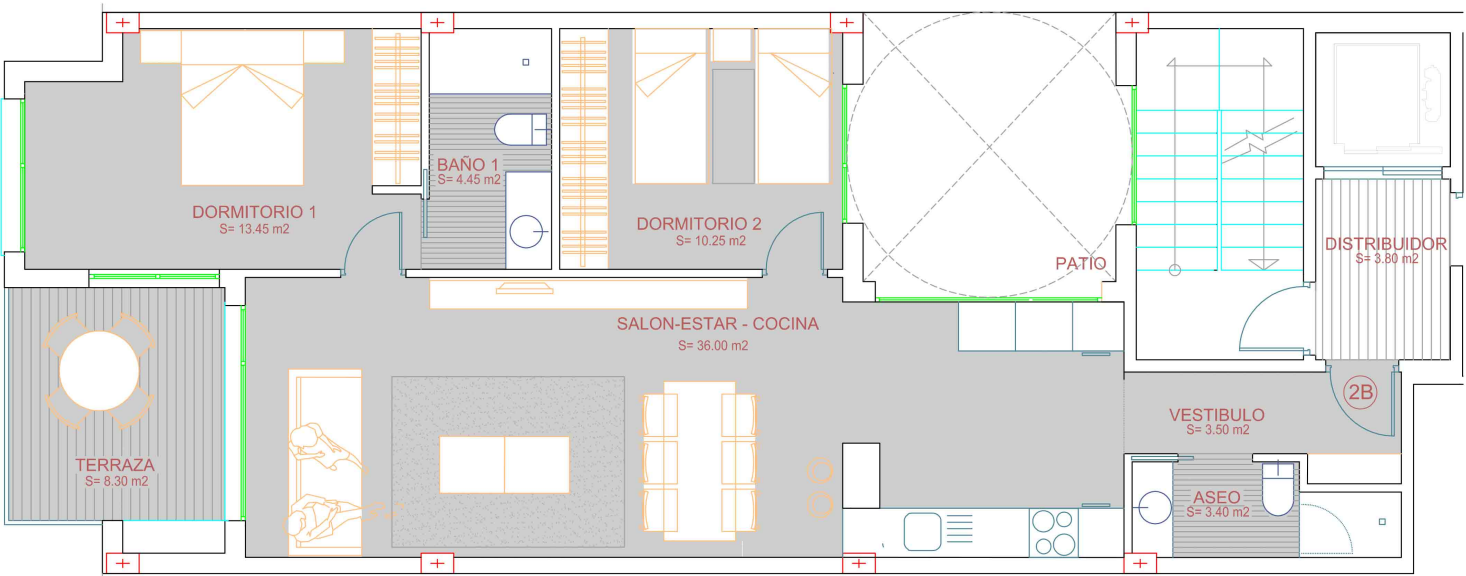 BAÑO 1
S= 4.45 m2
DORMITORIO 1
S= 13.45 m2
DORMITORIO 2
S= 10.25 m2
PATIO
DISTRIBUIDOR
S= 3.80 m2
SALON-ESTAR - COCINA
S= 36.00 m2
2B
VESTIBULO
S= 3.50 m2
TERRAZA
S= 8.30 m2
ASEO
S= 3.40 m2